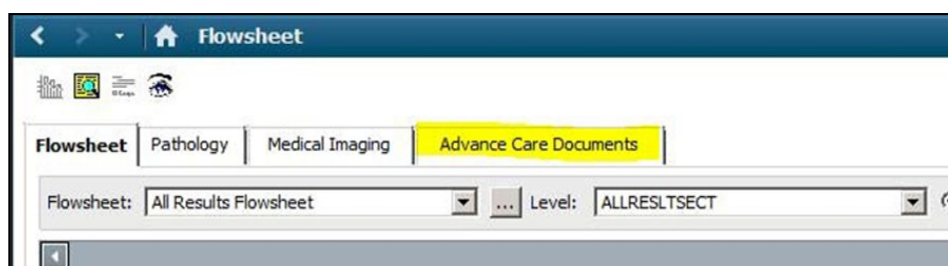 Flowsheet
Flowsheet Pathology Medical Imaging Advance Care Documents
Flowsheet: All Results Flowsheet ... Level: ALLRESLTSECT